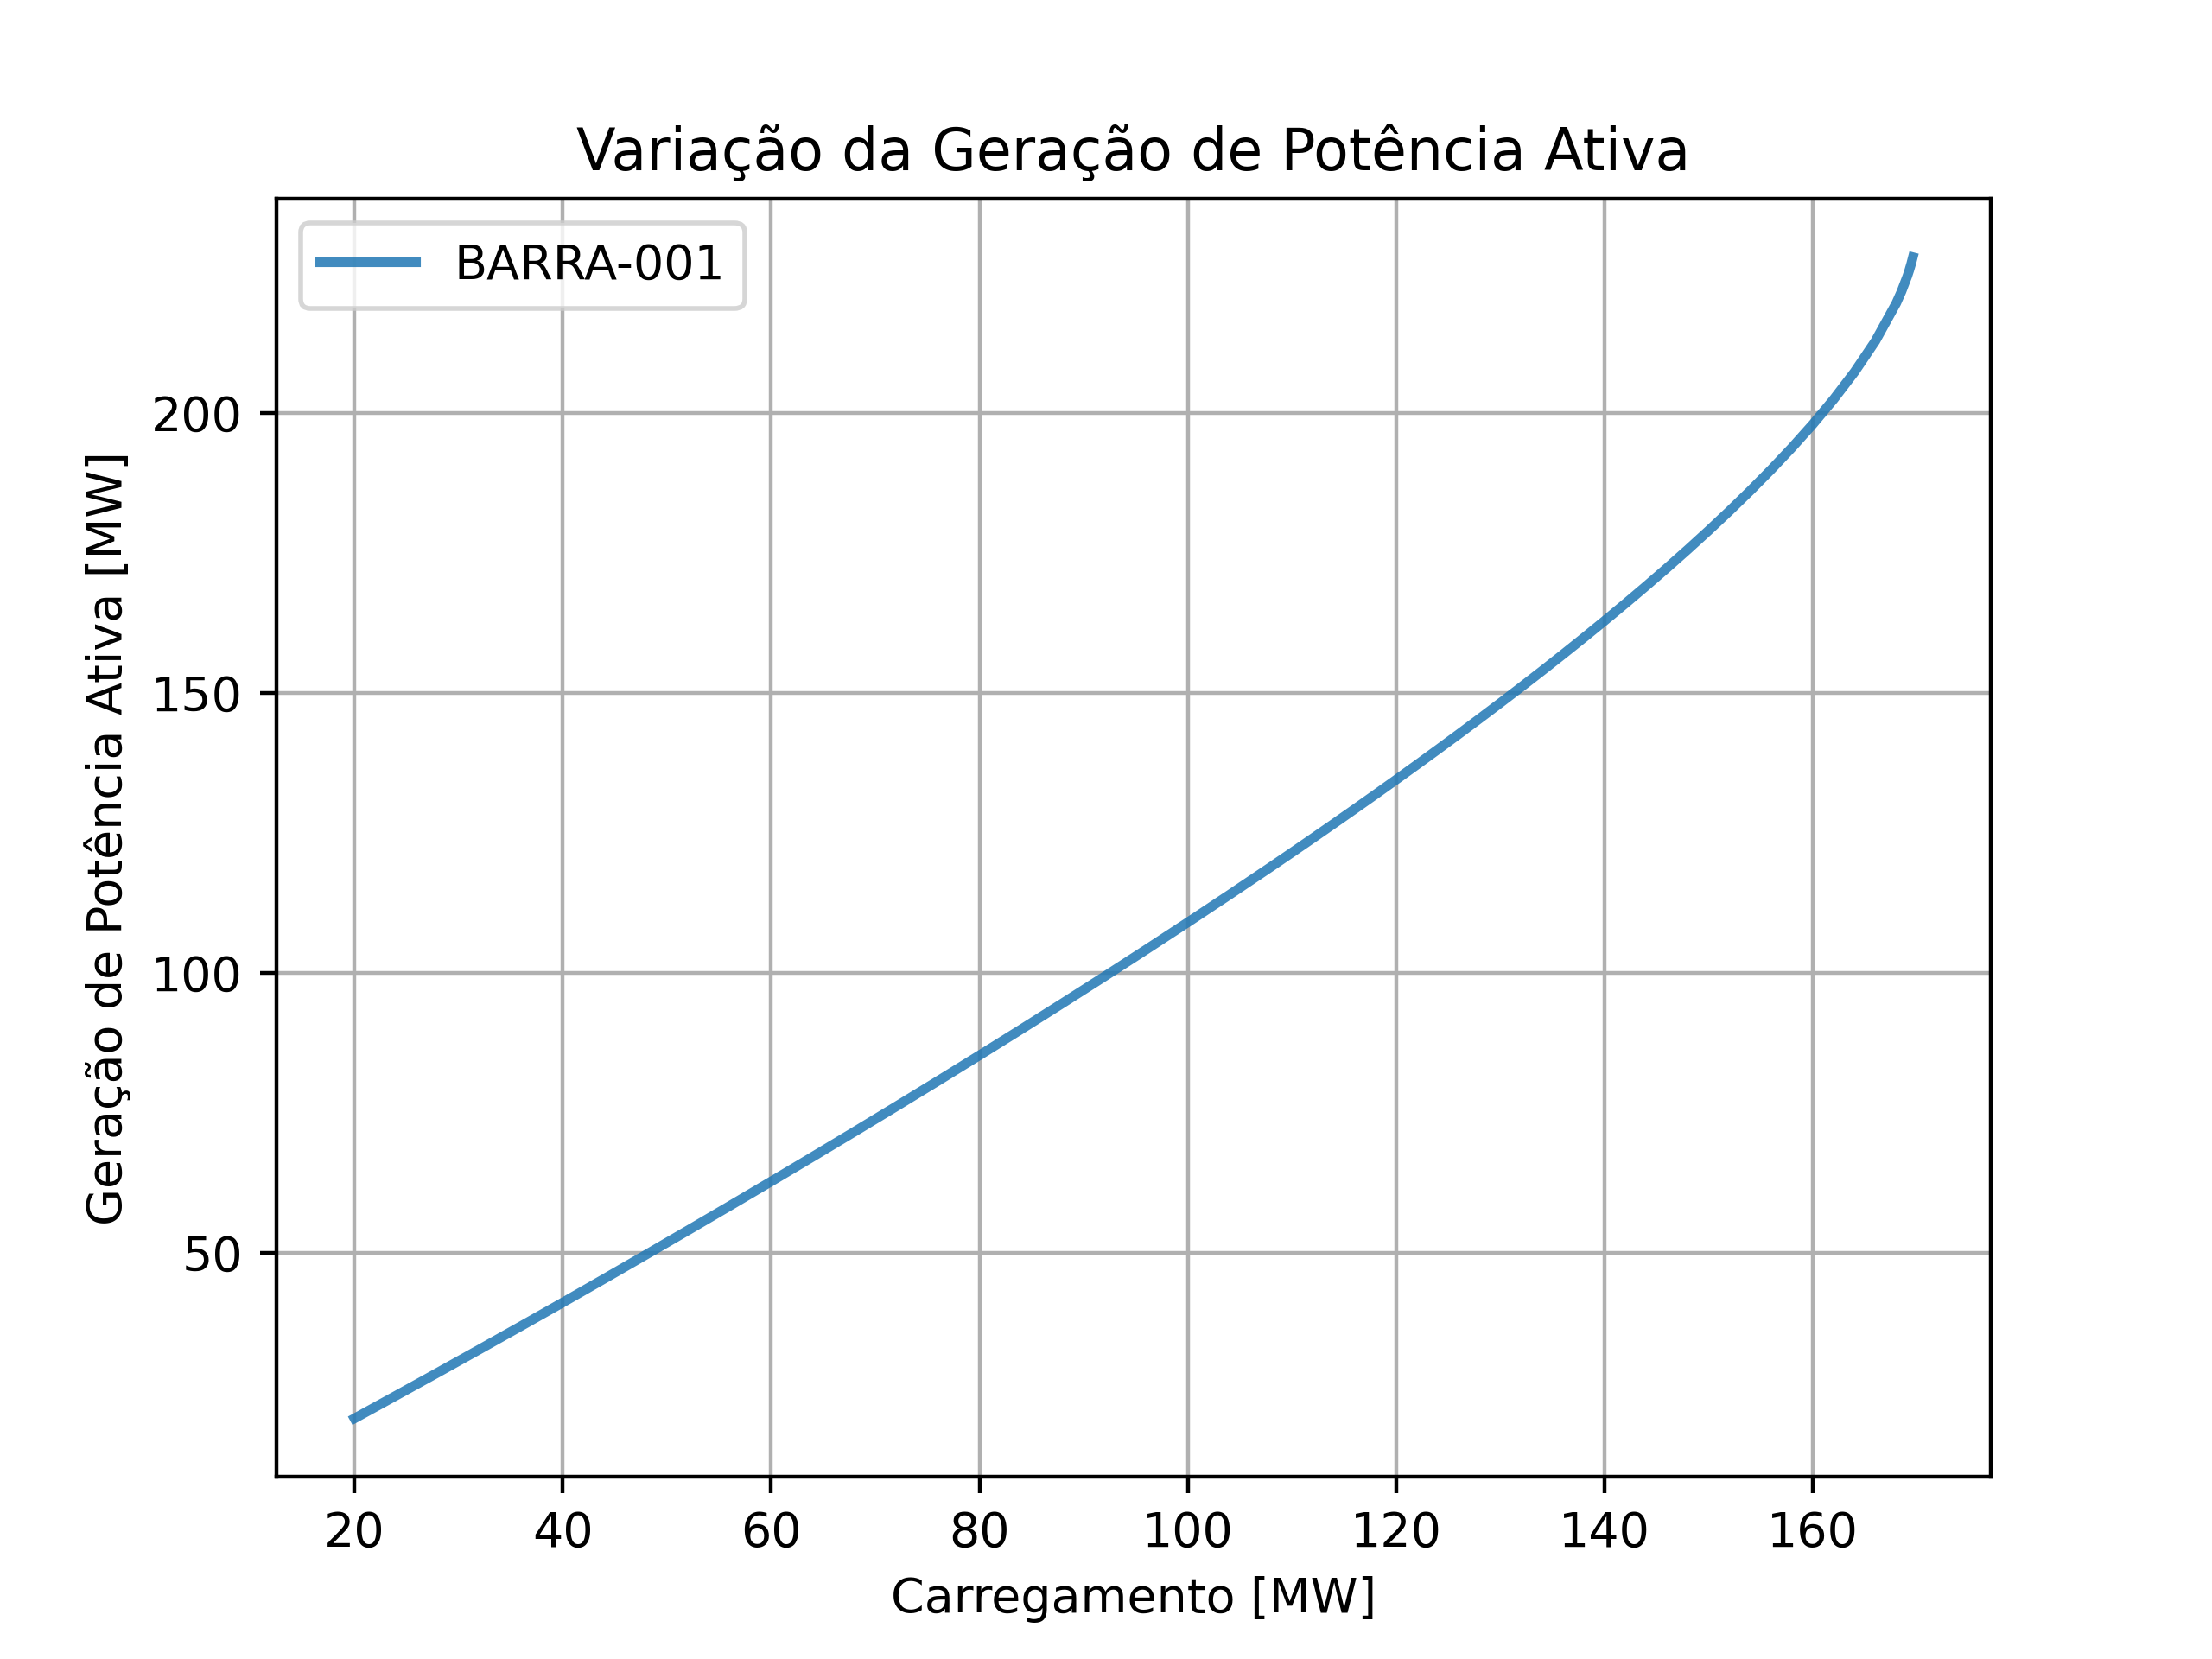 Variação da Geração de Potência Ativa
BARRA-001
Geração de Potência Ativa [MW]
200
150
100
50
20 40 60 80 100 120 140 160
Carregamento [MW]